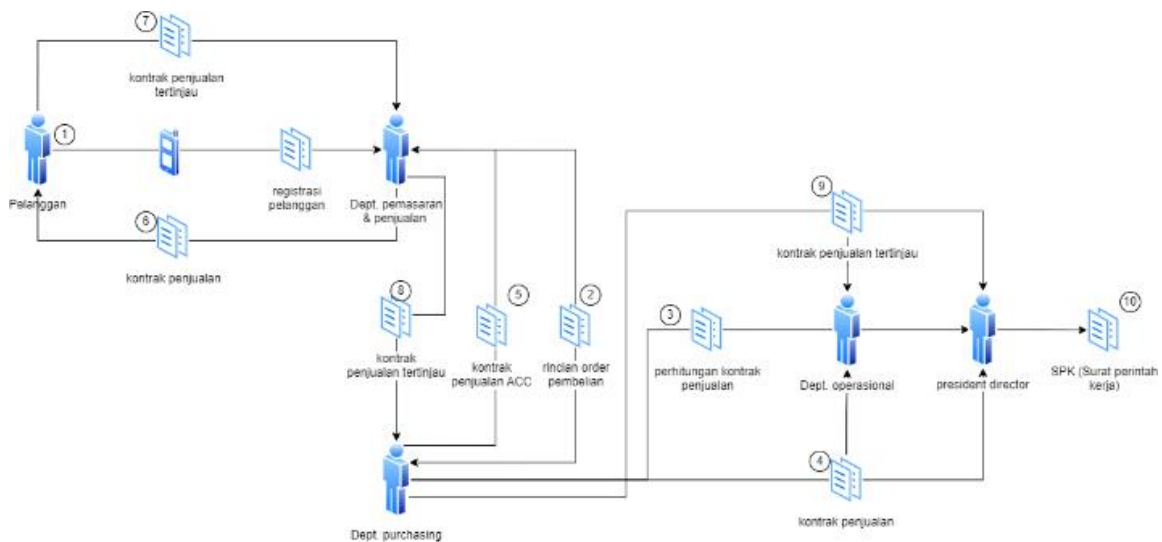 7
kontrak penjualan
tertinjau
1
Pelanggan
registrasi
pelanggan
Dept. pemasaran
& penjualan
6
kontrak penjualan
9
kontrak penjualan tertinjau
8
kontrak
penjualan tertinjau
5
kontrak
penjualan ACC
2
rincian order
pembelian
3
perhitungan kontrak
penjualan
Dept. operasional
president director
10
SPK (Surat perintah
kerja)
4
kontrak penjualan
Dept. purchasing